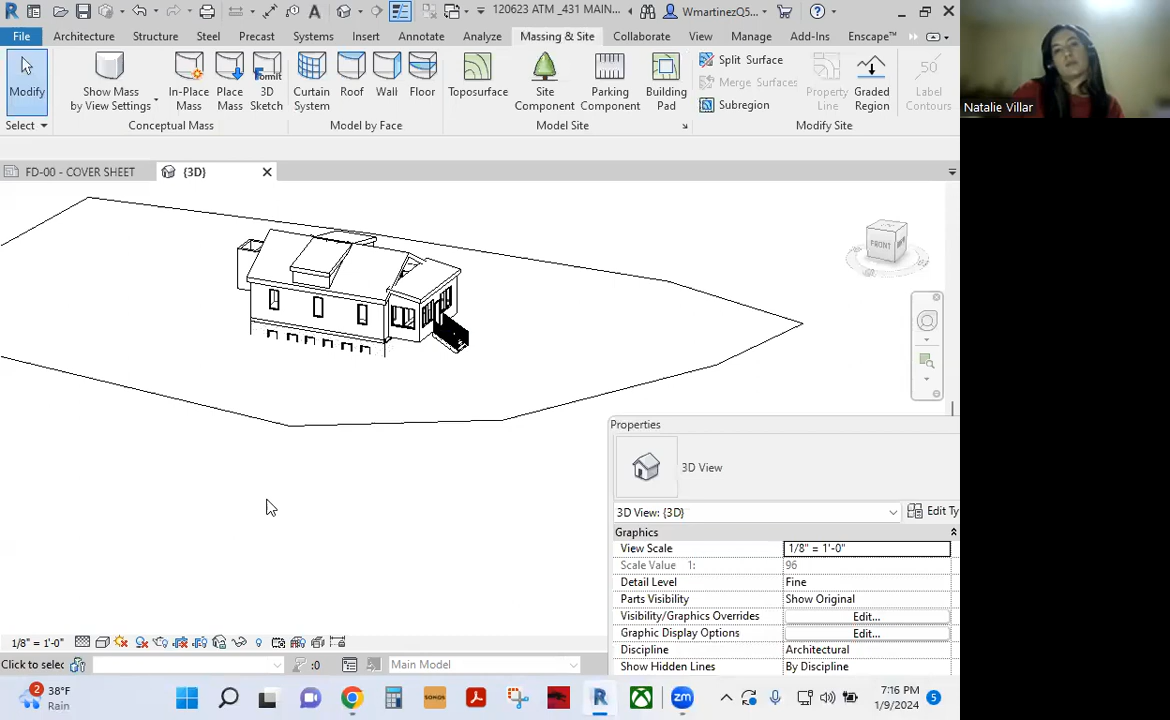 120623 ATM _431 MAIN... WmartinezQ5...
File Architecture Structure Steel Precast Systems Insert Annotate Analyze Massing & Site Collaborate View Manage Add-Ins Enscape™
Modify
Show Mass by View Settings
In-Place Mass
Place Mass
3D Sketch
Curtain System
Roof
Wall
Floor
Toposurface
Site Component
Parking Component
Building Pad
Split Surface
Merge Surfaces
Subregion
Property Line
Graded Region
50
Label Contours
Select Conceptual Mass Model by Face Model Site Modify Site
Natalie Villar
FD-00 - COVER SHEET {3D}
FRONT
Properties
3D View
3D View: {3D} Edit Ty
Graphics
View Scale 1/8" = 1'-0"
Scale Value 1: 96
Detail Level Fine
Parts Visibility Show Original
Visibility/Graphics Overrides Edit...
Graphic Display Options Edit...
Discipline Architectural
Show Hidden Lines By Discipline
1/8" = 1'-0"
Click to selec :0 Main Model
2 38°F
Rain
SONOS
7:16 PM
1/9/2024
5